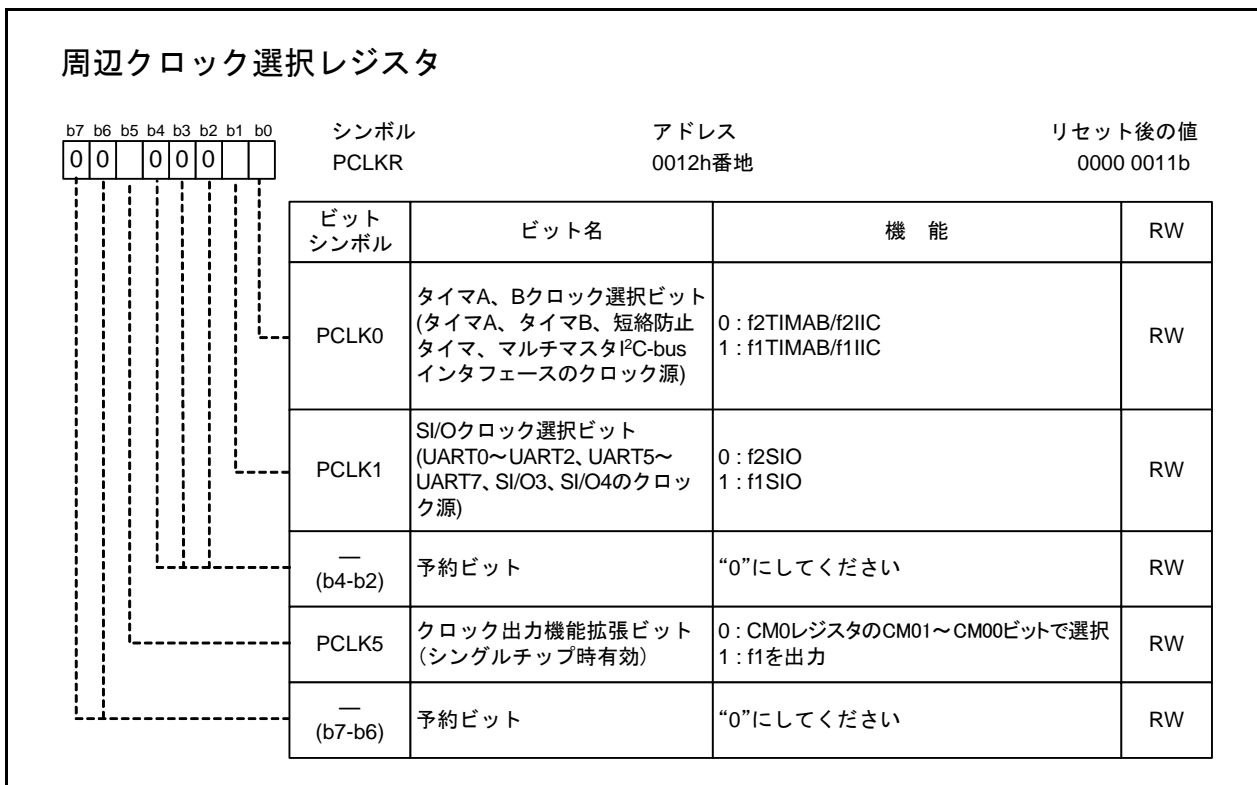 周辺クロック選択レジスタ
b7 b6 b5 b4 b3 b2 b1 b0
0 0 0 0 0
シンボル アドレス リセット後の値
PCLKR 0012h番地 0000 0011b
ビット
シンボル
ビット名
機 能
RW
PCLK0
タイマA、Bクロック選択ビット
(タイマA、タイマB、短絡防止
タイマ、マルチマスタI²C-bus
インタフェースのクロック源)
0 : f2TIMAB/f2IIC
1 : f1TIMAB/f1IIC
RW
PCLK1
SI/Oクロック選択ビット
(UART0～UART2、UART5～
UART7、SI/O3、SI/O4のクロッ
ク源)
0 : f2SIO
1 : f1SIO
RW
—
(b4-b2)
予約ビット
“0”にしてください
RW
PCLK5
クロック出力機能拡張ビット
（シングルチップ時有効）
0 : CM0レジスタのCM01～CM00ビットで選択
1 : f1を出力
RW
—
(b7-b6)
予約ビット
“0”にしてください
RW